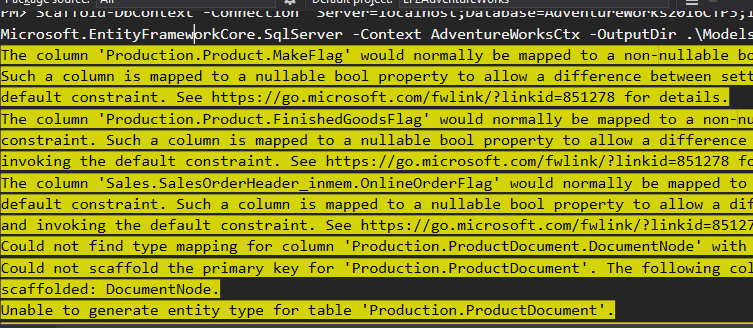 Package source: All Default project: EFZAdventureWorks
PM> Scaffold-DbContext -Connection "Server=localhost;Database=AdventureWorks2016CTP3;I
Microsoft.EntityFrameworkCore.SqlServer -Context AdventureWorksCtx -OutputDir .\Models
The column 'Production.Product.MakeFlag' would normally be mapped to a non-nullable bo
Such a column is mapped to a nullable bool property to allow a difference between sett
default constraint. See https://go.microsoft.com/fwlink/?linkid=851278 for details.
The column 'Production.Product.FinishedGoodsFlag' would normally be mapped to a non-nu
constraint. Such a column is mapped to a nullable bool property to allow a difference
invoking the default constraint. See https://go.microsoft.com/fwlink/?linkid=851278 fo
The column 'Sales.SalesOrderHeader_inmem.OnlineOrderFlag' would normally be mapped to
default constraint. Such a column is mapped to a nullable bool property to allow a dif
and invoking the default constraint. See https://go.microsoft.com/fwlink/?linkid=85127
Could not find type mapping for column 'Production.ProductDocument.DocumentNode' with
Could not scaffold the primary key for 'Production.ProductDocument'. The following col
scaffolded: DocumentNode.
Unable to generate entity type for table 'Production.ProductDocument'.